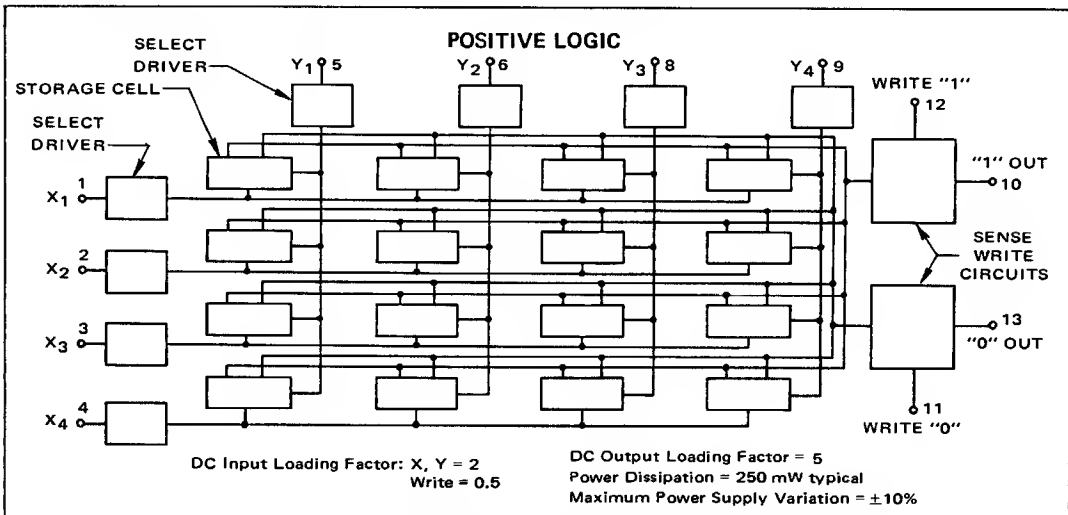 POSITIVE LOGIC
SELECT
DRIVER
Y1 5
Y2 6
Y3 8
Y4 9
STORAGE CELL
SELECT
DRIVER
WRITE "1"
12
"1" OUT
10
X1 1
X2 2
X3 3
X4 4
SENSE
WRITE
CIRCUITS
13
"0" OUT
11
WRITE "0"
DC Input Loading Factor: X, Y = 2
Write = 0.5
DC Output Loading Factor = 5
Power Dissipation = 250 mW typical
Maximum Power Supply Variation = ±10%